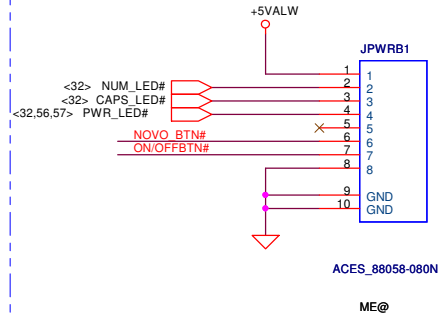 +5VALW
JPWRB1
1 1
<32> NUM_LED# 2 2
<32> CAPS_LED# 3 3
<32,56,57> PWR_LED# 4 4
5 5
NOVO_BTN# 6 6
ON/OFFBTN# 7 7
8 8
9 GND
10 GND
ACES_88058-080N
ME@